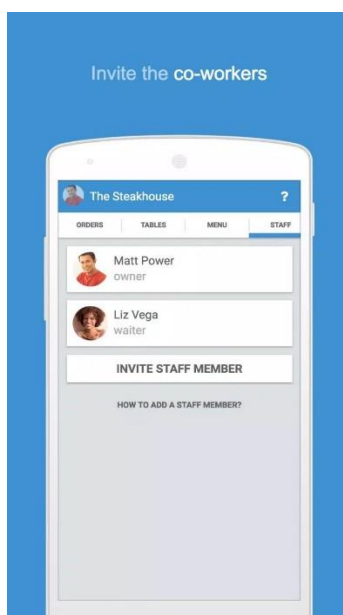 Invite the co-workers
The Steakhouse ?
ORDERS TABLES MENU STAFF
Matt Power
owner
Liz Vega
waiter
INVITE STAFF MEMBER
HOW TO ADD A STAFF MEMBER?